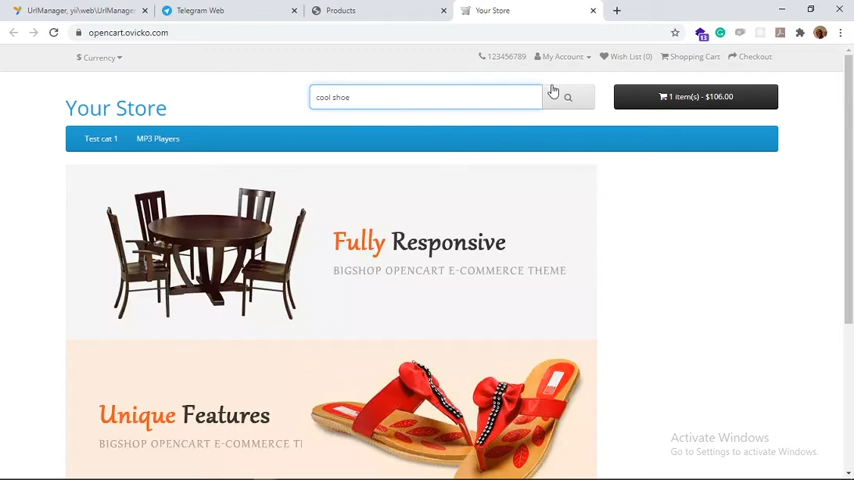 UrlManager, yii\web\UrlManager
Telegram Web
Products
Your Store
opencart.ovicko.com
11
$ Currency
123456789
My Account
Wish List (0)
Shopping Cart
Checkout
Your Store
cool shoe
1 item(s) - $106.00
Test cat 1
MP3 Players
Fully Responsive
BIGSHOP OPENCART E-COMMERCE THEME
Unique Features
BIGSHOP OPENCART E-COMMERCE TI
Activate Windows
Go to Settings to activate Windows.